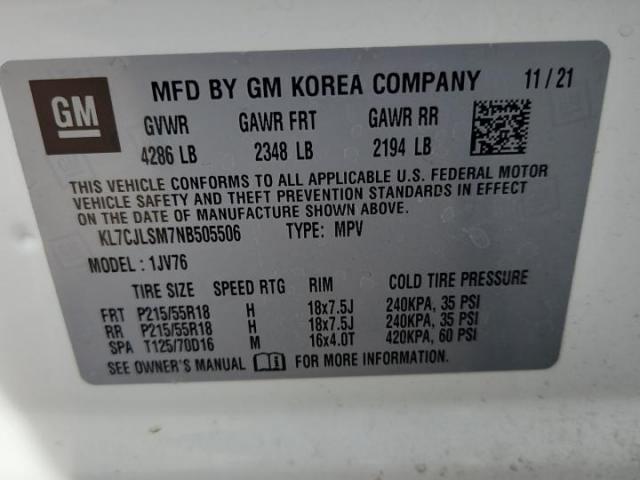 GM
MFD BY GM KOREA COMPANY 11/21
GVWR GAWR FRT GAWR RR
4286 LB 2348 LB 2194 LB
THIS VEHICLE CONFORMS TO ALL APPLICABLE U.S. FEDERAL MOTOR
VEHICLE SAFETY AND THEFT PREVENTION STANDARDS IN EFFECT
ON THE DATE OF MANUFACTURE SHOWN ABOVE.
KL7CJLSM7NB505506 TYPE: MPV
MODEL: 1JV76
TIRE SIZE SPEED RTG RIM COLD TIRE PRESSURE
FRT P215/55R18 H 18x7.5J 240KPA, 35 PSI
RR P215/55R18 H 18x7.5J 240KPA, 35 PSI
SPA T125/70D16 M 16x4.0T 420KPA, 60 PSI
SEE OWNER'S MANUAL FOR MORE INFORMATION.